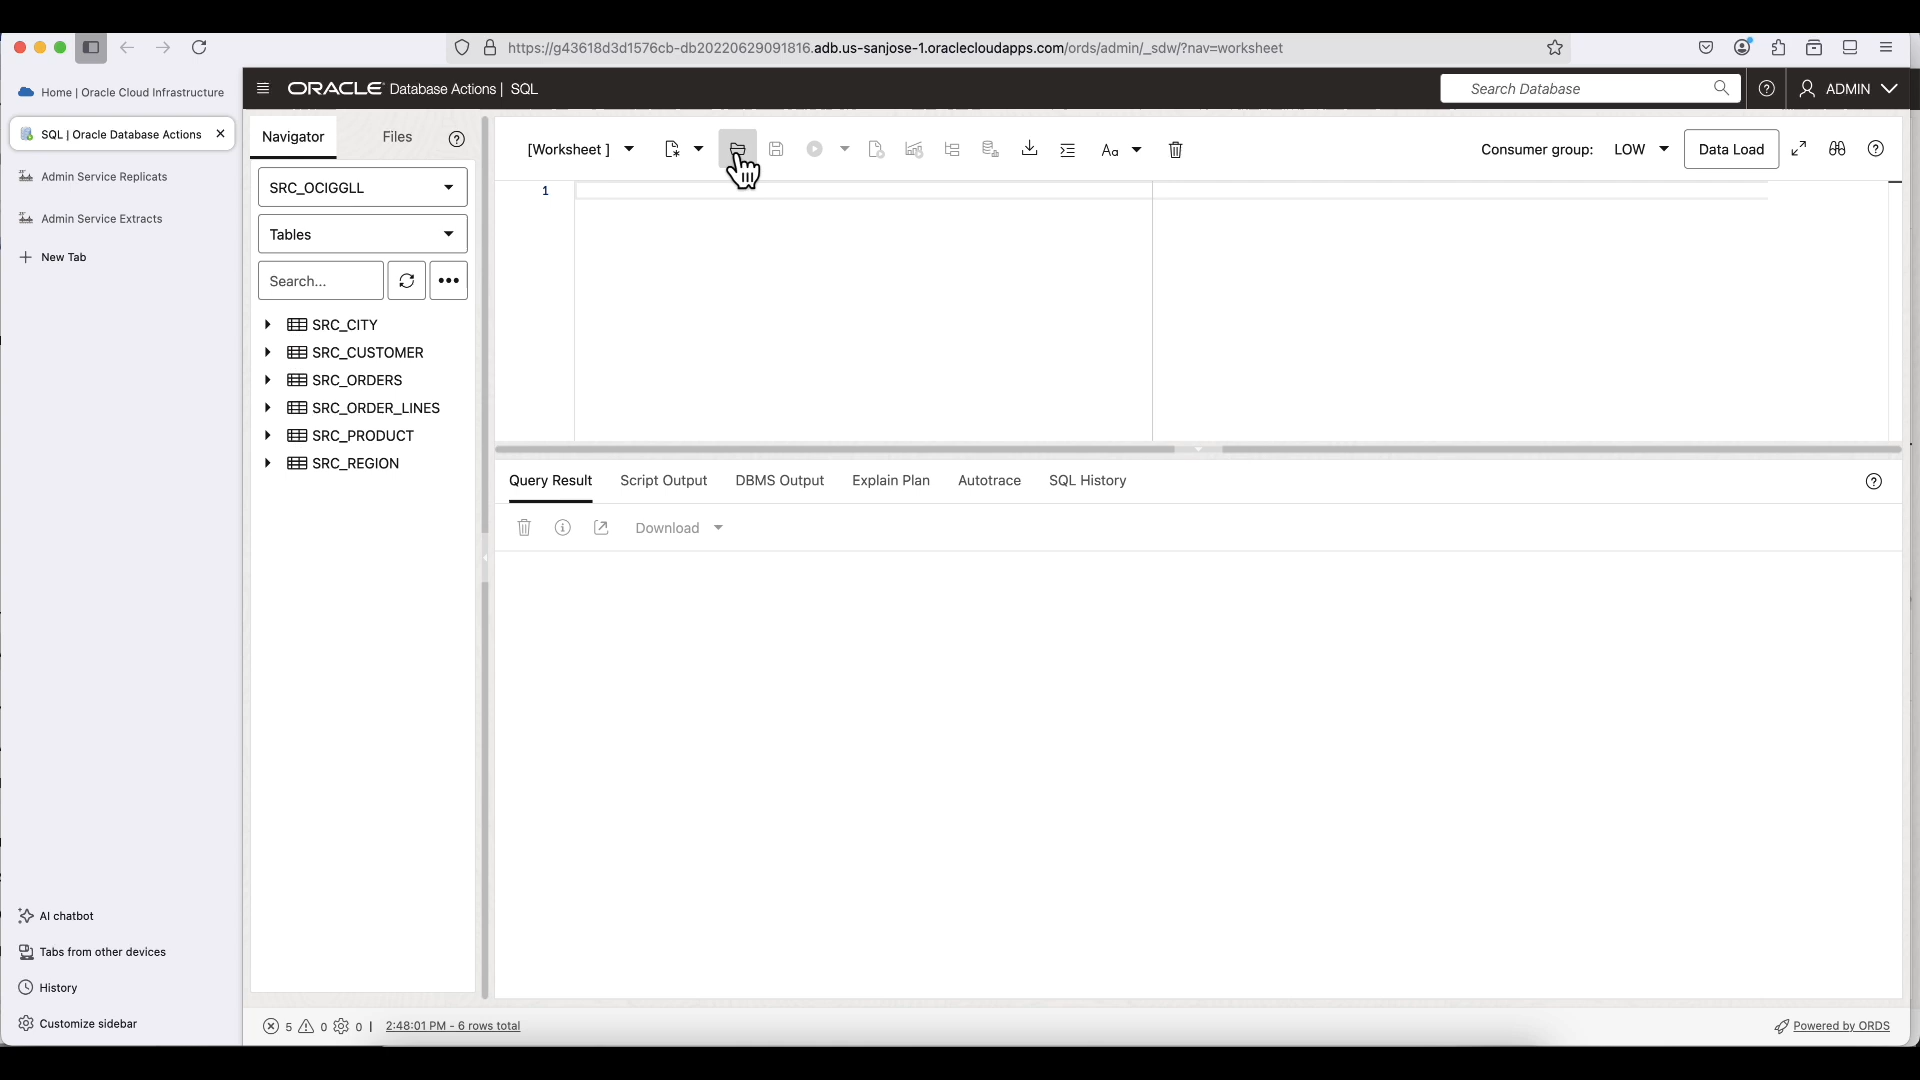 https://g43618d3d1576cb-db20220629091816.adb.us-sanjose-1.oraclecloudapps.com/ords/admin/_sdw/?nav=worksheet
Home | Oracle Cloud Infrastructure
SQL | Oracle Database Actions
Admin Service Replicats
Admin Service Extracts
New Tab
AI chatbot
Tabs from other devices
History
Customize sidebar
ORACLE Database Actions | SQL
Search Database
ADMIN
Navigator
Files
SRC_OCIGGLL
Tables
Search...
SRC_CITY
SRC_CUSTOMER
SRC_ORDERS
SRC_ORDER_LINES
SRC_PRODUCT
SRC_REGION
[Worksheet ]
Aa
Consumer group: LOW
Data Load
1
Query Result
Script Output
DBMS Output
Explain Plan
Autotrace
SQL History
Download
5 0 0 | 2:48:01 PM - 6 rows total
Powered by ORDS